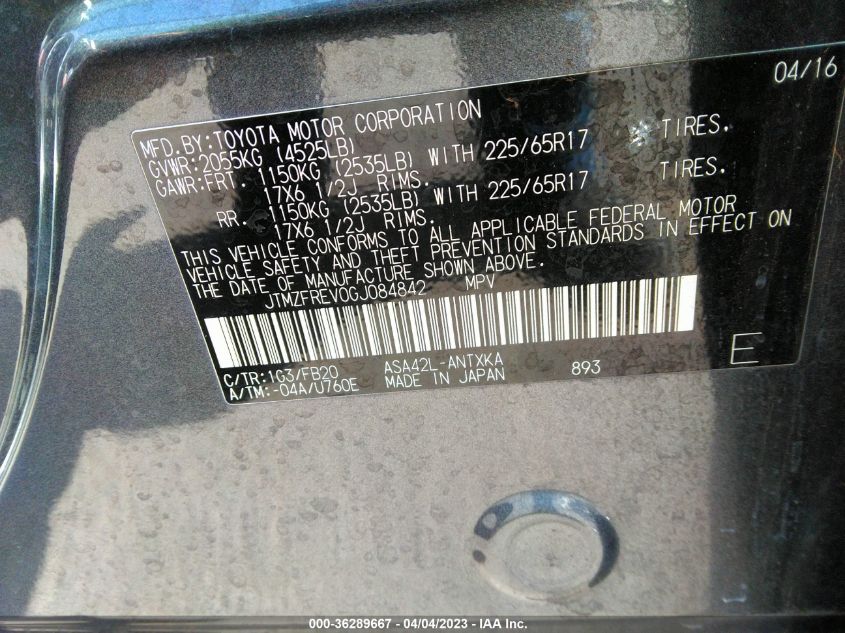 04/16
MFD.BY:TOYOTA MOTOR CORPORATION
GVWR:2055KG (4525LB)
GAWR:FRT. 1150KG (2535LB) WITH 225/65R17 TIRES.
17X6 1/2J RIMS.
RR. 1150KG (2535LB) WITH 225/65R17 TIRES.
17X6 1/2J RIMS.
THIS VEHICLE CONFORMS TO ALL APPLICABLE FEDERAL MOTOR
VEHICLE SAFETY AND THEFT PREVENTION STANDARDS IN EFFECT ON
THE DATE OF MANUFACTURE SHOWN ABOVE.
JTMZFREV0GJ084842 MPV
C/TR:1G3/FB20 ASA42L-ANTXKA
A/TM:-04A/U760E MADE IN JAPAN 893 E
000-36289667 - 04/04/2023 - IAA Inc.